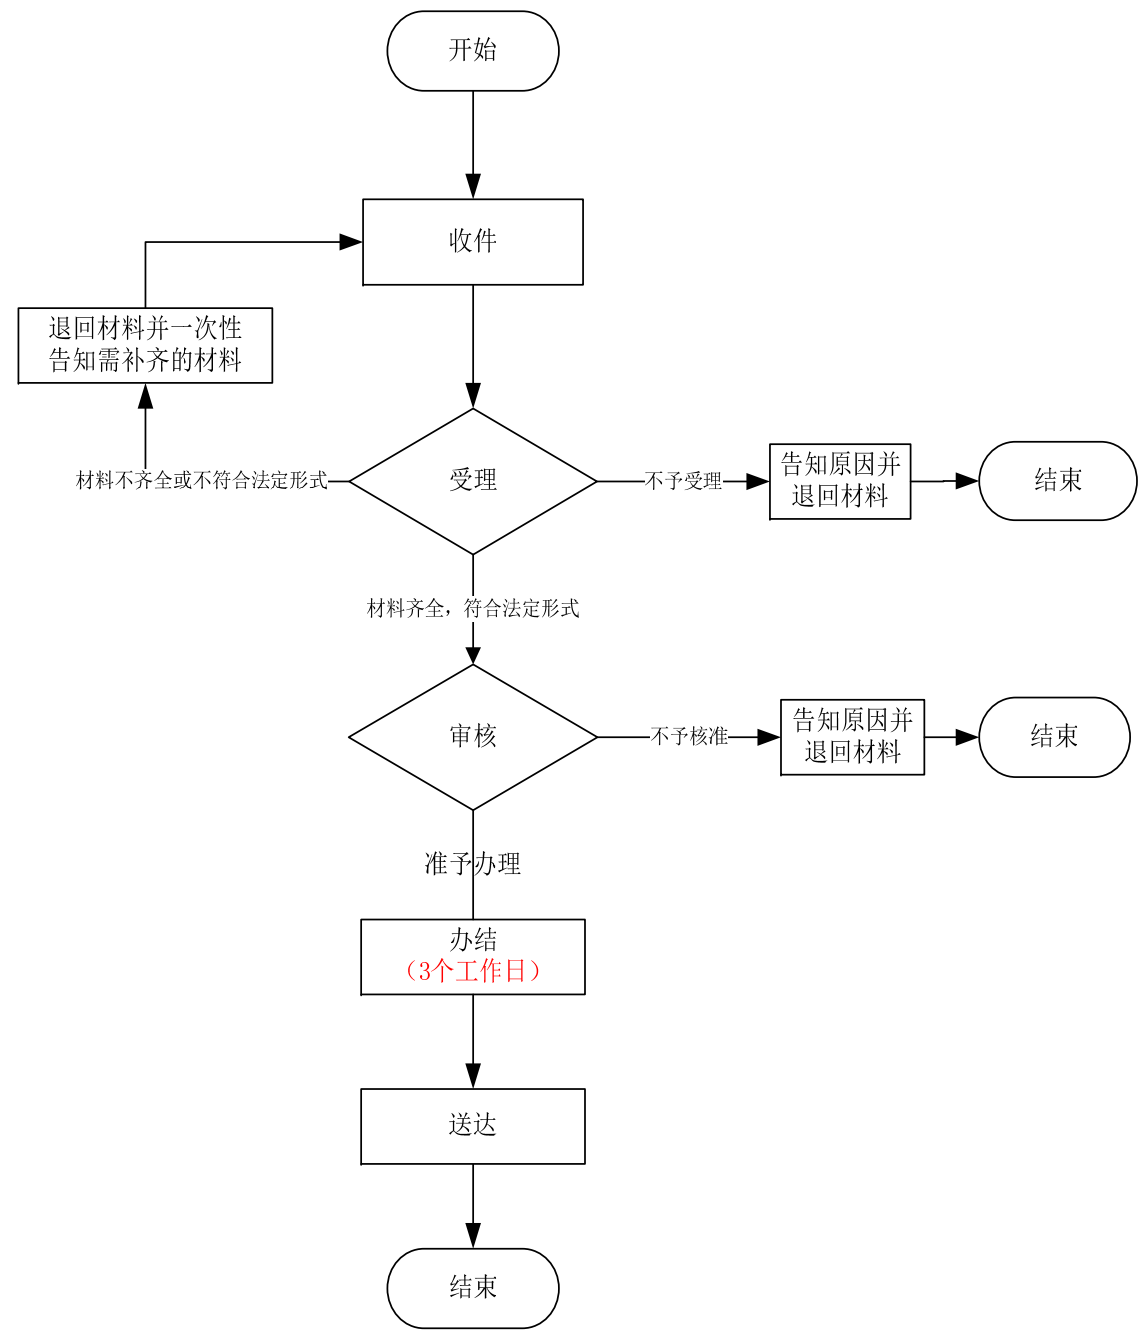 开始
收件
退回材料并一次性
告知需补齐的材料
材料不齐全或不符合法定形式
受理
不予受理
告知原因并
退回材料
结束
材料齐全，符合法定形式
审核
不予核准
告知原因并
退回材料
结束
准予办理
办结
（3个工作日）
送达
结束